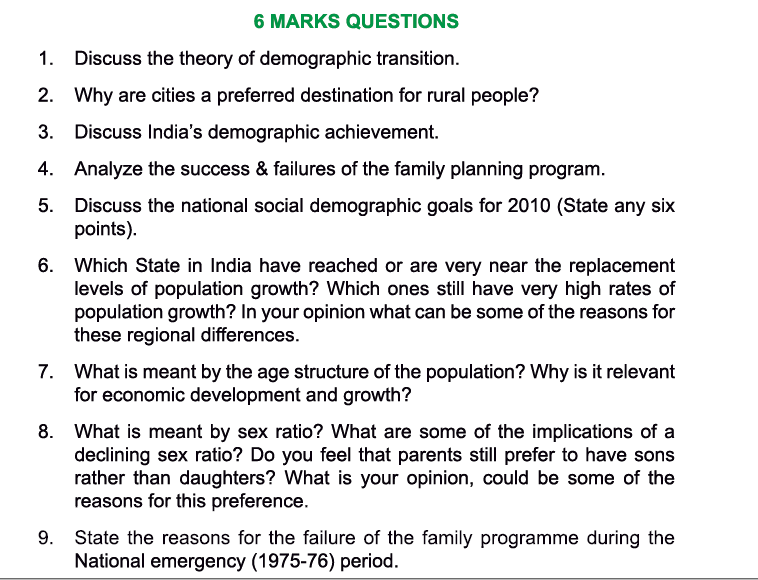 6 MARKS QUESTIONS
1. Discuss the theory of demographic transition.
2. Why are cities a preferred destination for rural people?
3. Discuss India's demographic achievement.
4. Analyze the success & failures of the family planning program.
5. Discuss the national social demographic goals for 2010 (State any six
points).
6. Which State in India have reached or are very near the replacement
levels of population growth? Which ones still have very high rates of
population growth? In your opinion what can be some of the reasons for
these regional differences.
7. What is meant by the age structure of the population? Why is it relevant
for economic development and growth?
8. What is meant by sex ratio? What are some of the implications of a
declining sex ratio? Do you feel that parents still prefer to have sons
rather than daughters? What is your opinion, could be some of the
reasons for this preference.
9. State the reasons for the failure of the family programme during the
National emergency (1975-76) period.